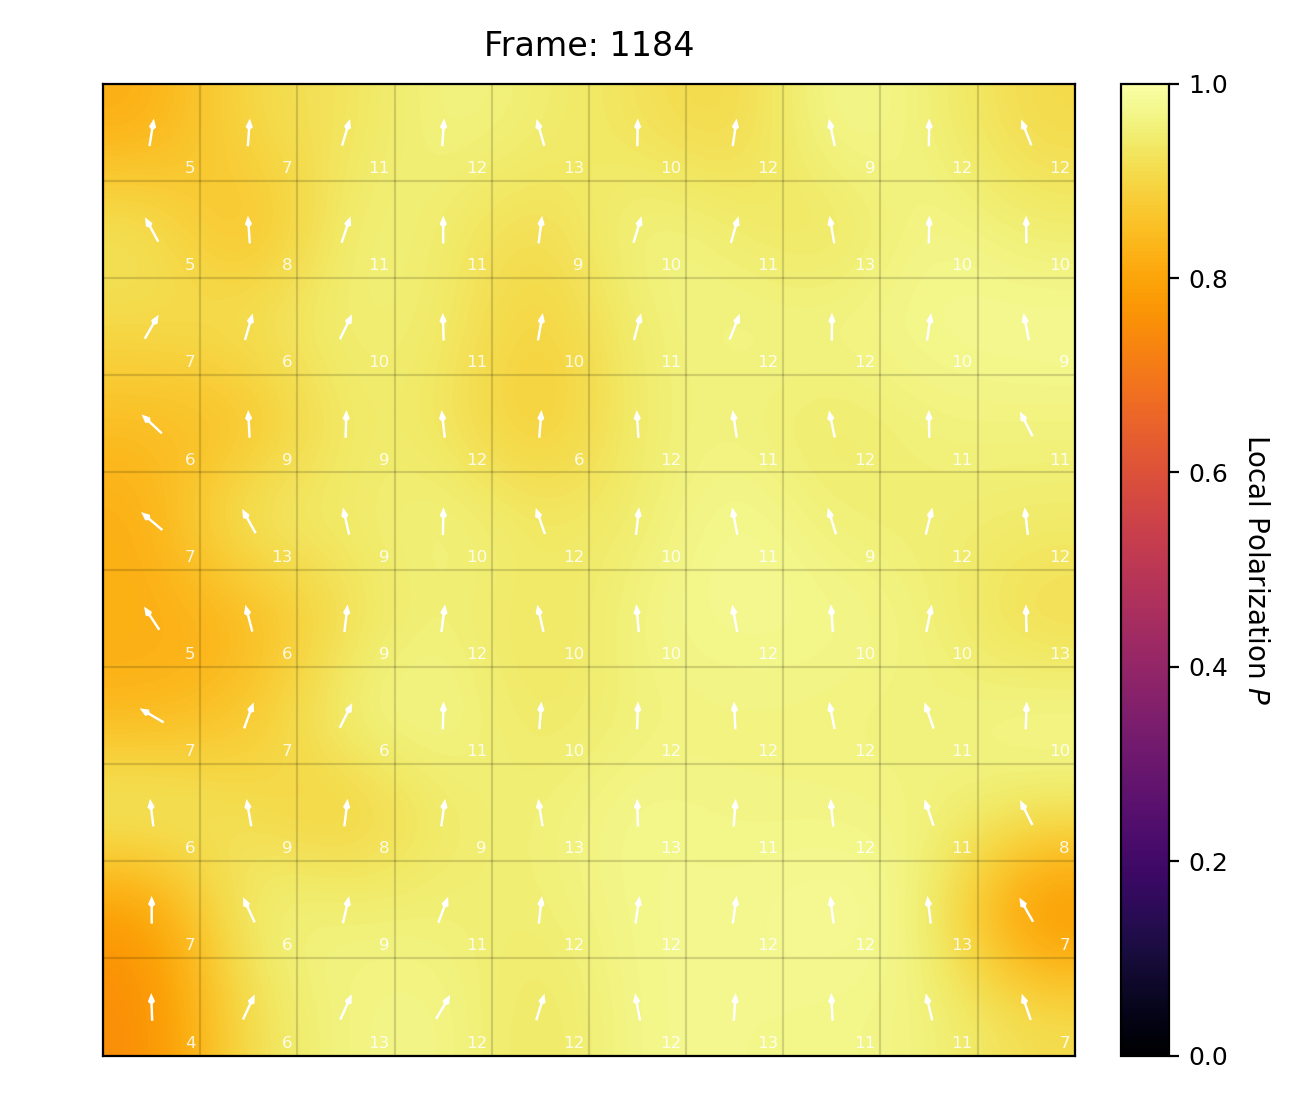 Frame: 1184
5 7 11 12 13 10 12 9 12 12
5 8 11 11 9 10 11 13 10 10
7 6 10 11 10 11 12 12 10 9
6 9 9 12 6 12 11 12 11 11
7 13 9 10 12 10 11 9 12 12
5 6 9 12 10 10 12 10 10 13
7 7 6 11 10 12 12 12 11 10
6 9 8 9 13 13 11 12 11 8
7 6 9 11 12 12 12 12 13 7
4 6 13 12 12 12 13 11 11 7
1.0
0.8
0.6
0.4
0.2
0.0
Local Polarization P